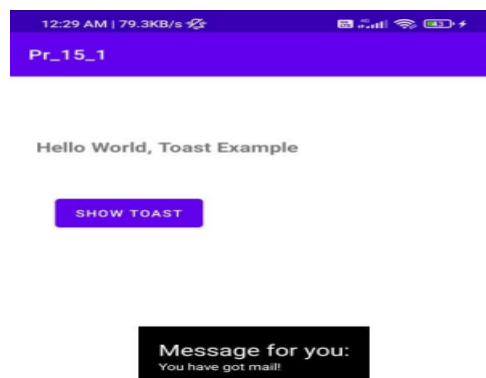 12:29 AM | 79.3KB/s
Pr_15_1
Hello World, Toast Example
SHOW TOAST
Message for you:
You have got mail!